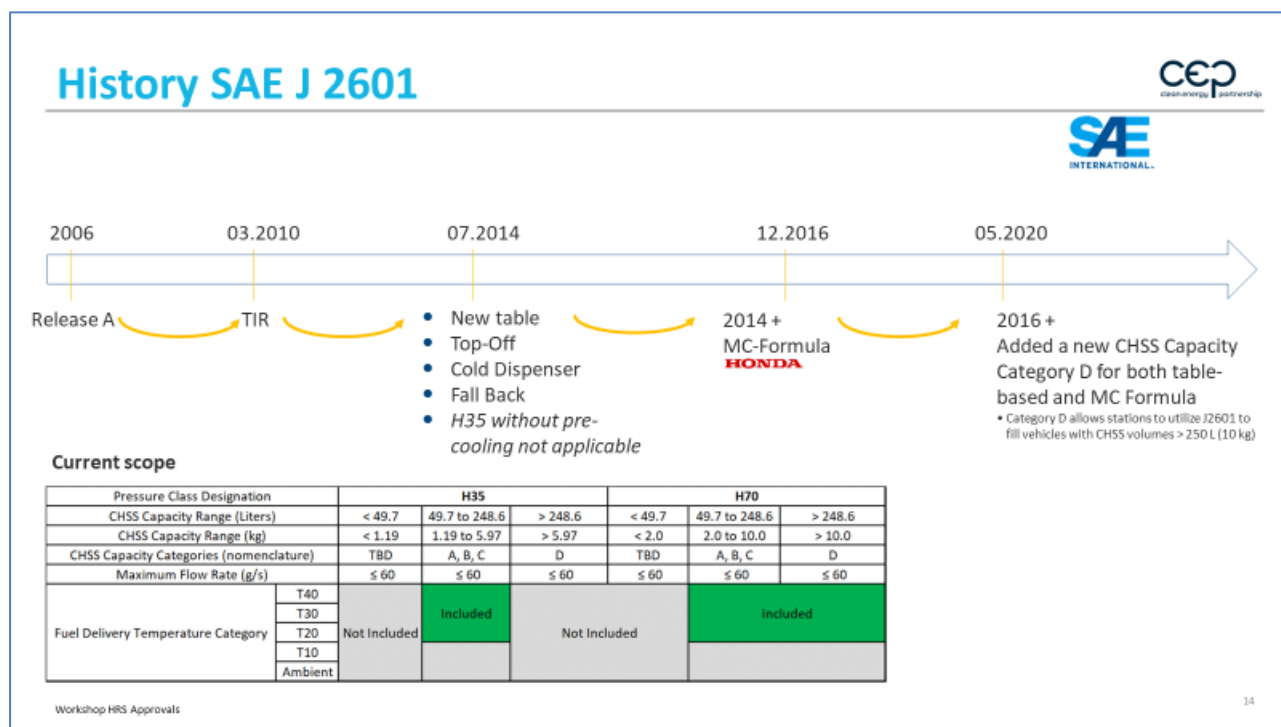 History SAE J 2601
cep
clean energy partnership
SAE
INTERNATIONAL.
2006
03.2010
07.2014
12.2016
05.2020
Release A
TIR
• New table
• Top-Off
• Cold Dispenser
• Fall Back
• H35 without pre-
cooling not applicable
2014 +
MC-Formula
HONDA
2016 +
Added a new CHSS Capacity
Category D for both table-
based and MC Formula
• Category D allows stations to utilize J2601 to
fill vehicles with CHSS volumes > 250 L (10 kg)
Current scope
Pressure Class Designation H35 H70
CHSS Capacity Range (Liters) < 49.7 49.7 to 248.6 > 248.6 < 49.7 49.7 to 248.6 > 248.6
CHSS Capacity Range (kg) < 1.19 1.19 to 5.97 > 5.97 < 2.0 2.0 to 10.0 > 10.0
CHSS Capacity Categories (nomenclature) TBD A, B, C D TBD A, B, C D
Maximum Flow Rate (g/s) ≤ 60 ≤ 60 ≤ 60 ≤ 60 ≤ 60 ≤ 60
Fuel Delivery Temperature Category
T40
T30
T20
T10
Ambient
Not Included
Included
Not Included
Included
Workshop HRS Approvals
14